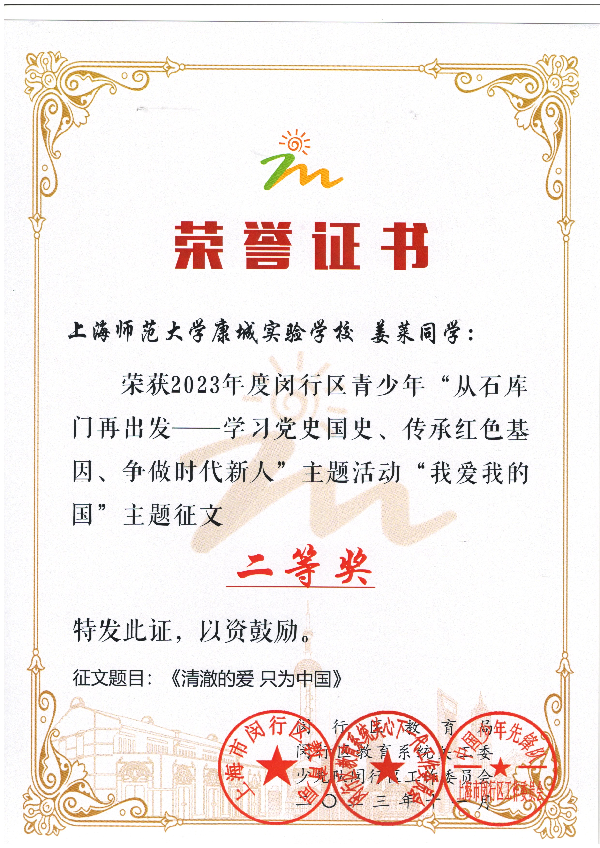 荣誉证书
上海师范大学康城实验学校 姜菜同学：
荣获2023年度闵行区青少年“从石库
门再出发——学习党史国史、传承红色基
因、争做时代新人”主题活动“我爱我的
国”主题征文
二等奖
特发此证，以资鼓励。
征文题目：《清澈的爱 只为中国》
闵行区教育局
闵行区教育系统关工委
少先队闵行区工作委员会
二〇二三年十一月
上海市闵行区教育局
中国少年先锋队
上海市闵行区工作委员会